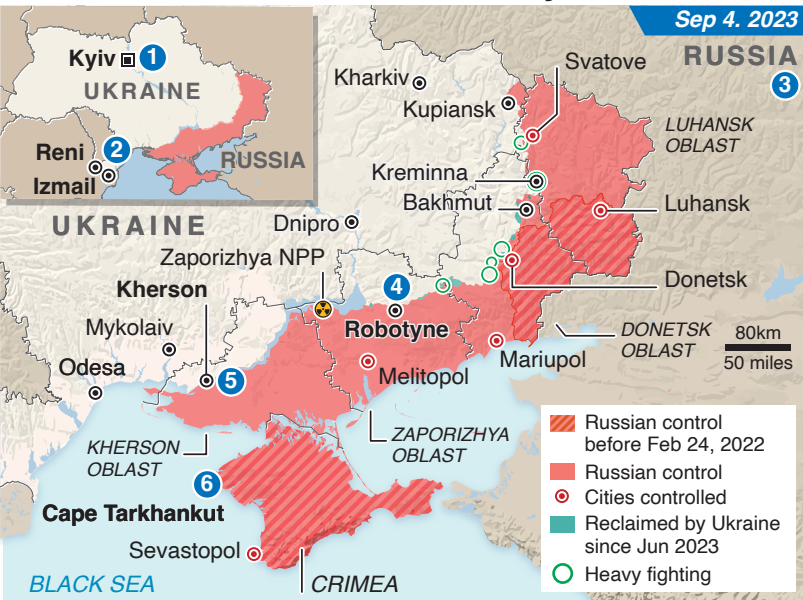 Sep 4. 2023
Kyiv
1
UKRAINE
Reni
2
Izmail
RUSSIA
RUSSIA
3
Svatove
Kharkiv
Kupiansk
LUHANSK
OBLAST
Kreminna
Bakhmut
Luhansk
UKRAINE
Dnipro
Zaporizhya NPP
Kherson
4
Donetsk
Robotyne
Mykolaiv
DONETSK
OBLAST
80km
50 miles
Mariupol
Odesa
5
Melitopol
KHERSON
OBLAST
ZAPORIZHYA
OBLAST
6
Cape Tarkhankut
Sevastopol
BLACK SEA
CRIMEA
Russian control
before Feb 24, 2022
Russian control
Cities controlled
Reclaimed by Ukraine
since Jun 2023
Heavy fighting